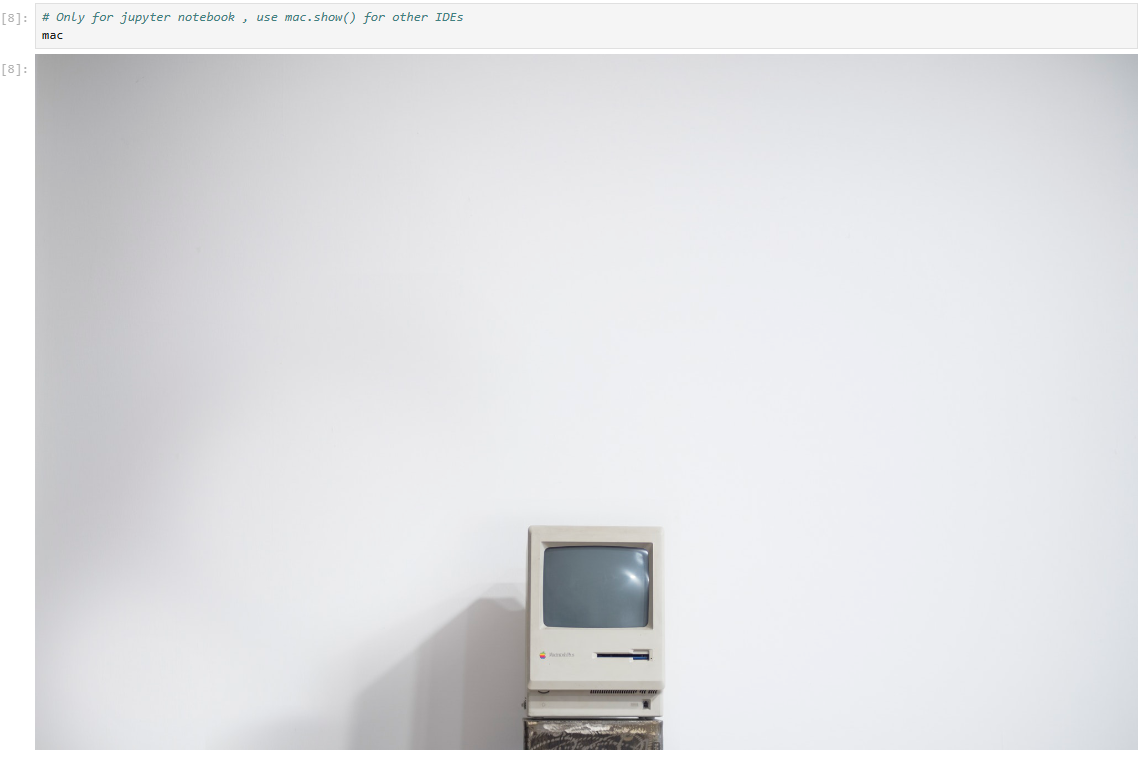 [8]:
# Only for jupyter notebook , use mac.show() for other IDEs
mac
[8]: